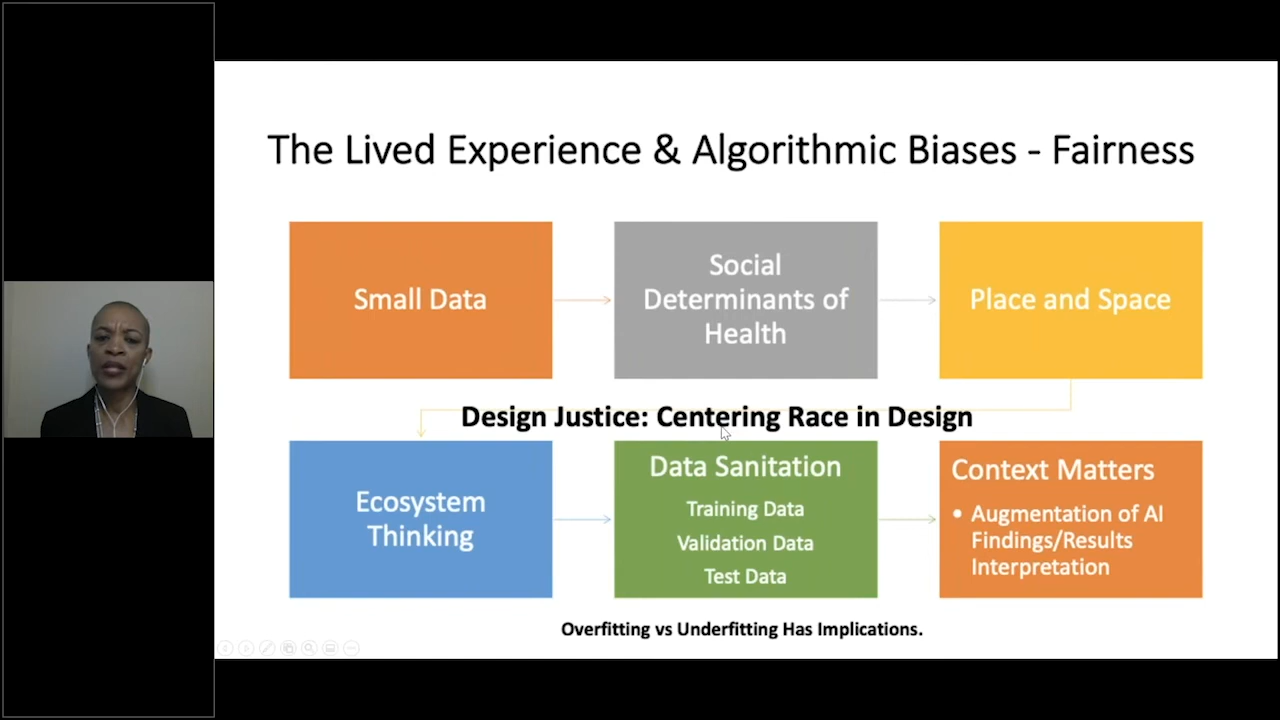 The Lived Experience & Algorithmic Biases - Fairness
Small Data
Social
Determinants of
Health
Place and Space
Design Justice: Centering Race in Design
Ecosystem
Thinking
Data Sanitation
Training Data
Validation Data
Test Data
Context Matters
• Augmentation of AI
Findings/Results
Interpretation
Overfitting vs Underfitting Has Implications.